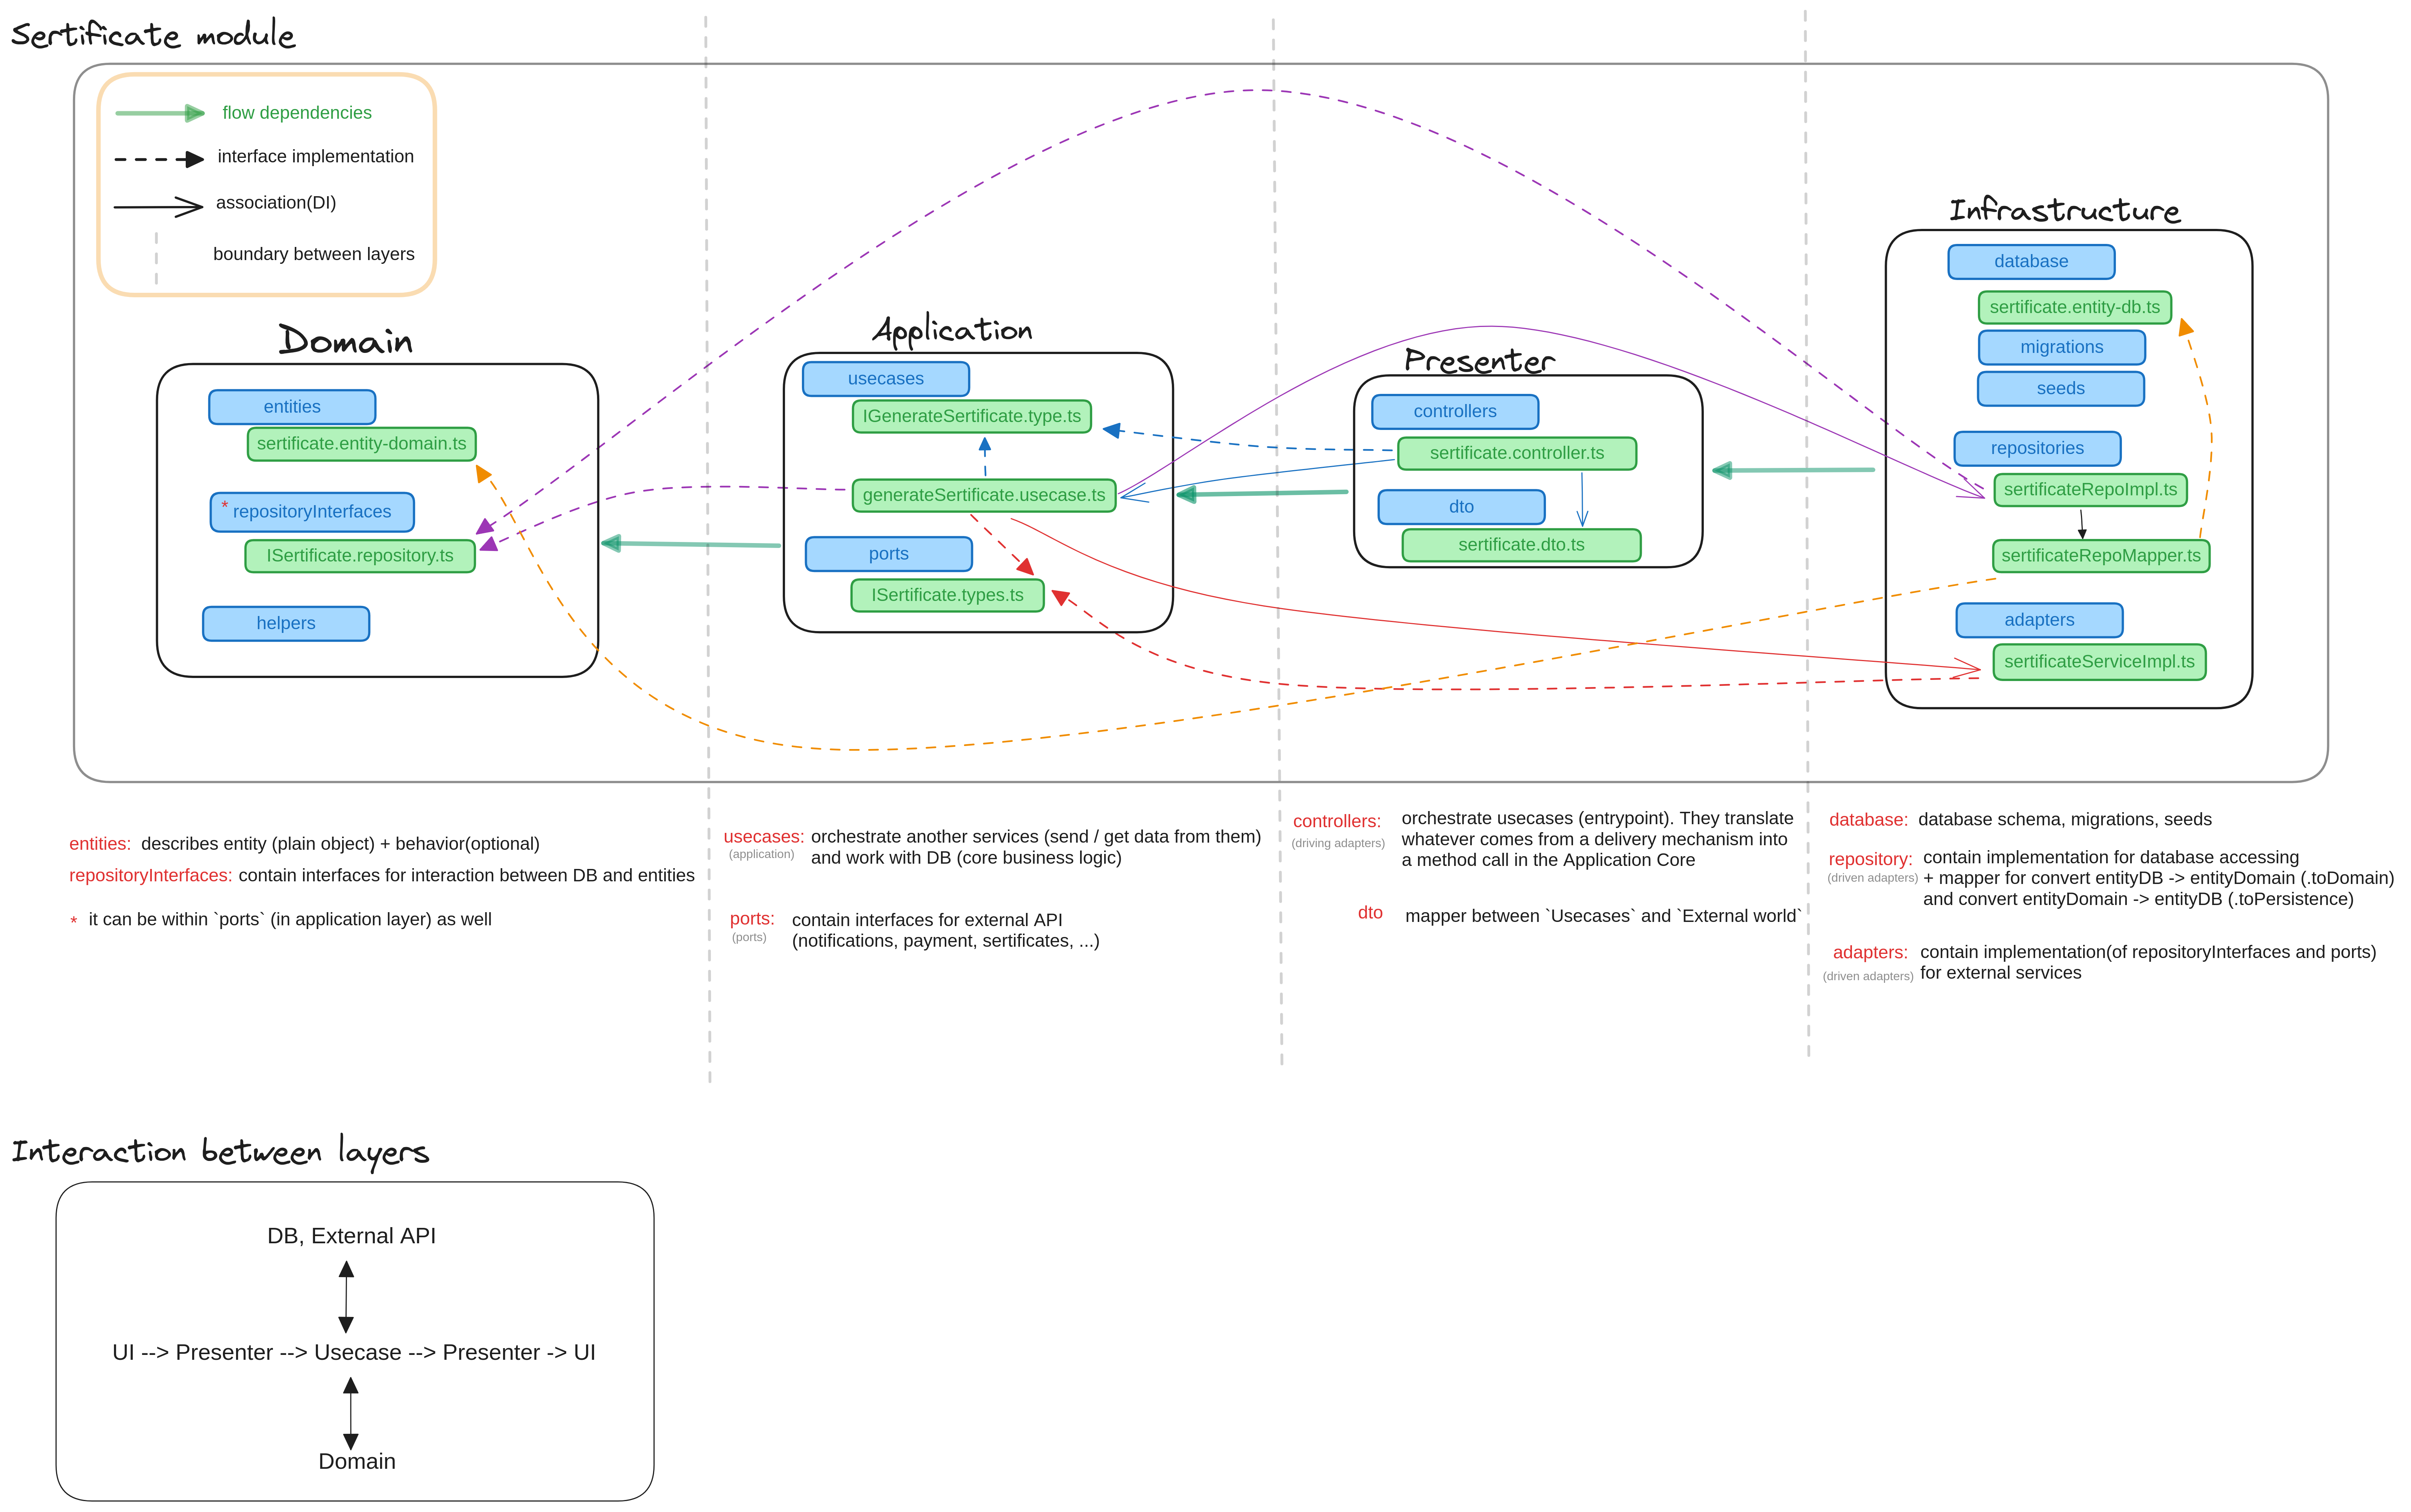 Sertificate module
flow dependencies
interface implementation
association(DI)
boundary between layers
Domain
entities
sertificate.entity-domain.ts
* repositoryInterfaces
ISertificate.repository.ts
helpers
Application
usecases
IGenerateSertificate.type.ts
generateSertificate.usecase.ts
ports
ISertificate.types.ts
Presenter
controllers
sertificate.controller.ts
dto
sertificate.dto.ts
Infrastructure
database
sertificate.entity-db.ts
migrations
seeds
repositories
sertificateRepoImpl.ts
sertificateRepoMapper.ts
adapters
sertificateServiceImpl.ts
entities: describes entity (plain object) + behavior(optional)
repositoryInterfaces: contain interfaces for interaction between DB and entities
* it can be within `ports` (in application layer) as well
usecases: orchestrate another services (send / get data from them)
(application) and work with DB (core business logic)
ports: contain interfaces for external API
(ports) (notifications, payment, sertificates, ...)
controllers: orchestrate usecases (entrypoint). They translate
(driving adapters) whatever comes from a delivery mechanism into
a method call in the Application Core
dto mapper between `Usecases` and `External world`
database: database schema, migrations, seeds
repository: contain implementation for database accessing
(driven adapters) + mapper for convert entityDB -> entityDomain (.toDomain)
and convert entityDomain -> entityDB (.toPersistence)
adapters: contain implementation(of repositoryInterfaces and ports)
(driven adapters) for external services
Interaction between layers
DB, External API
UI --> Presenter --> Usecase --> Presenter -> UI
Domain